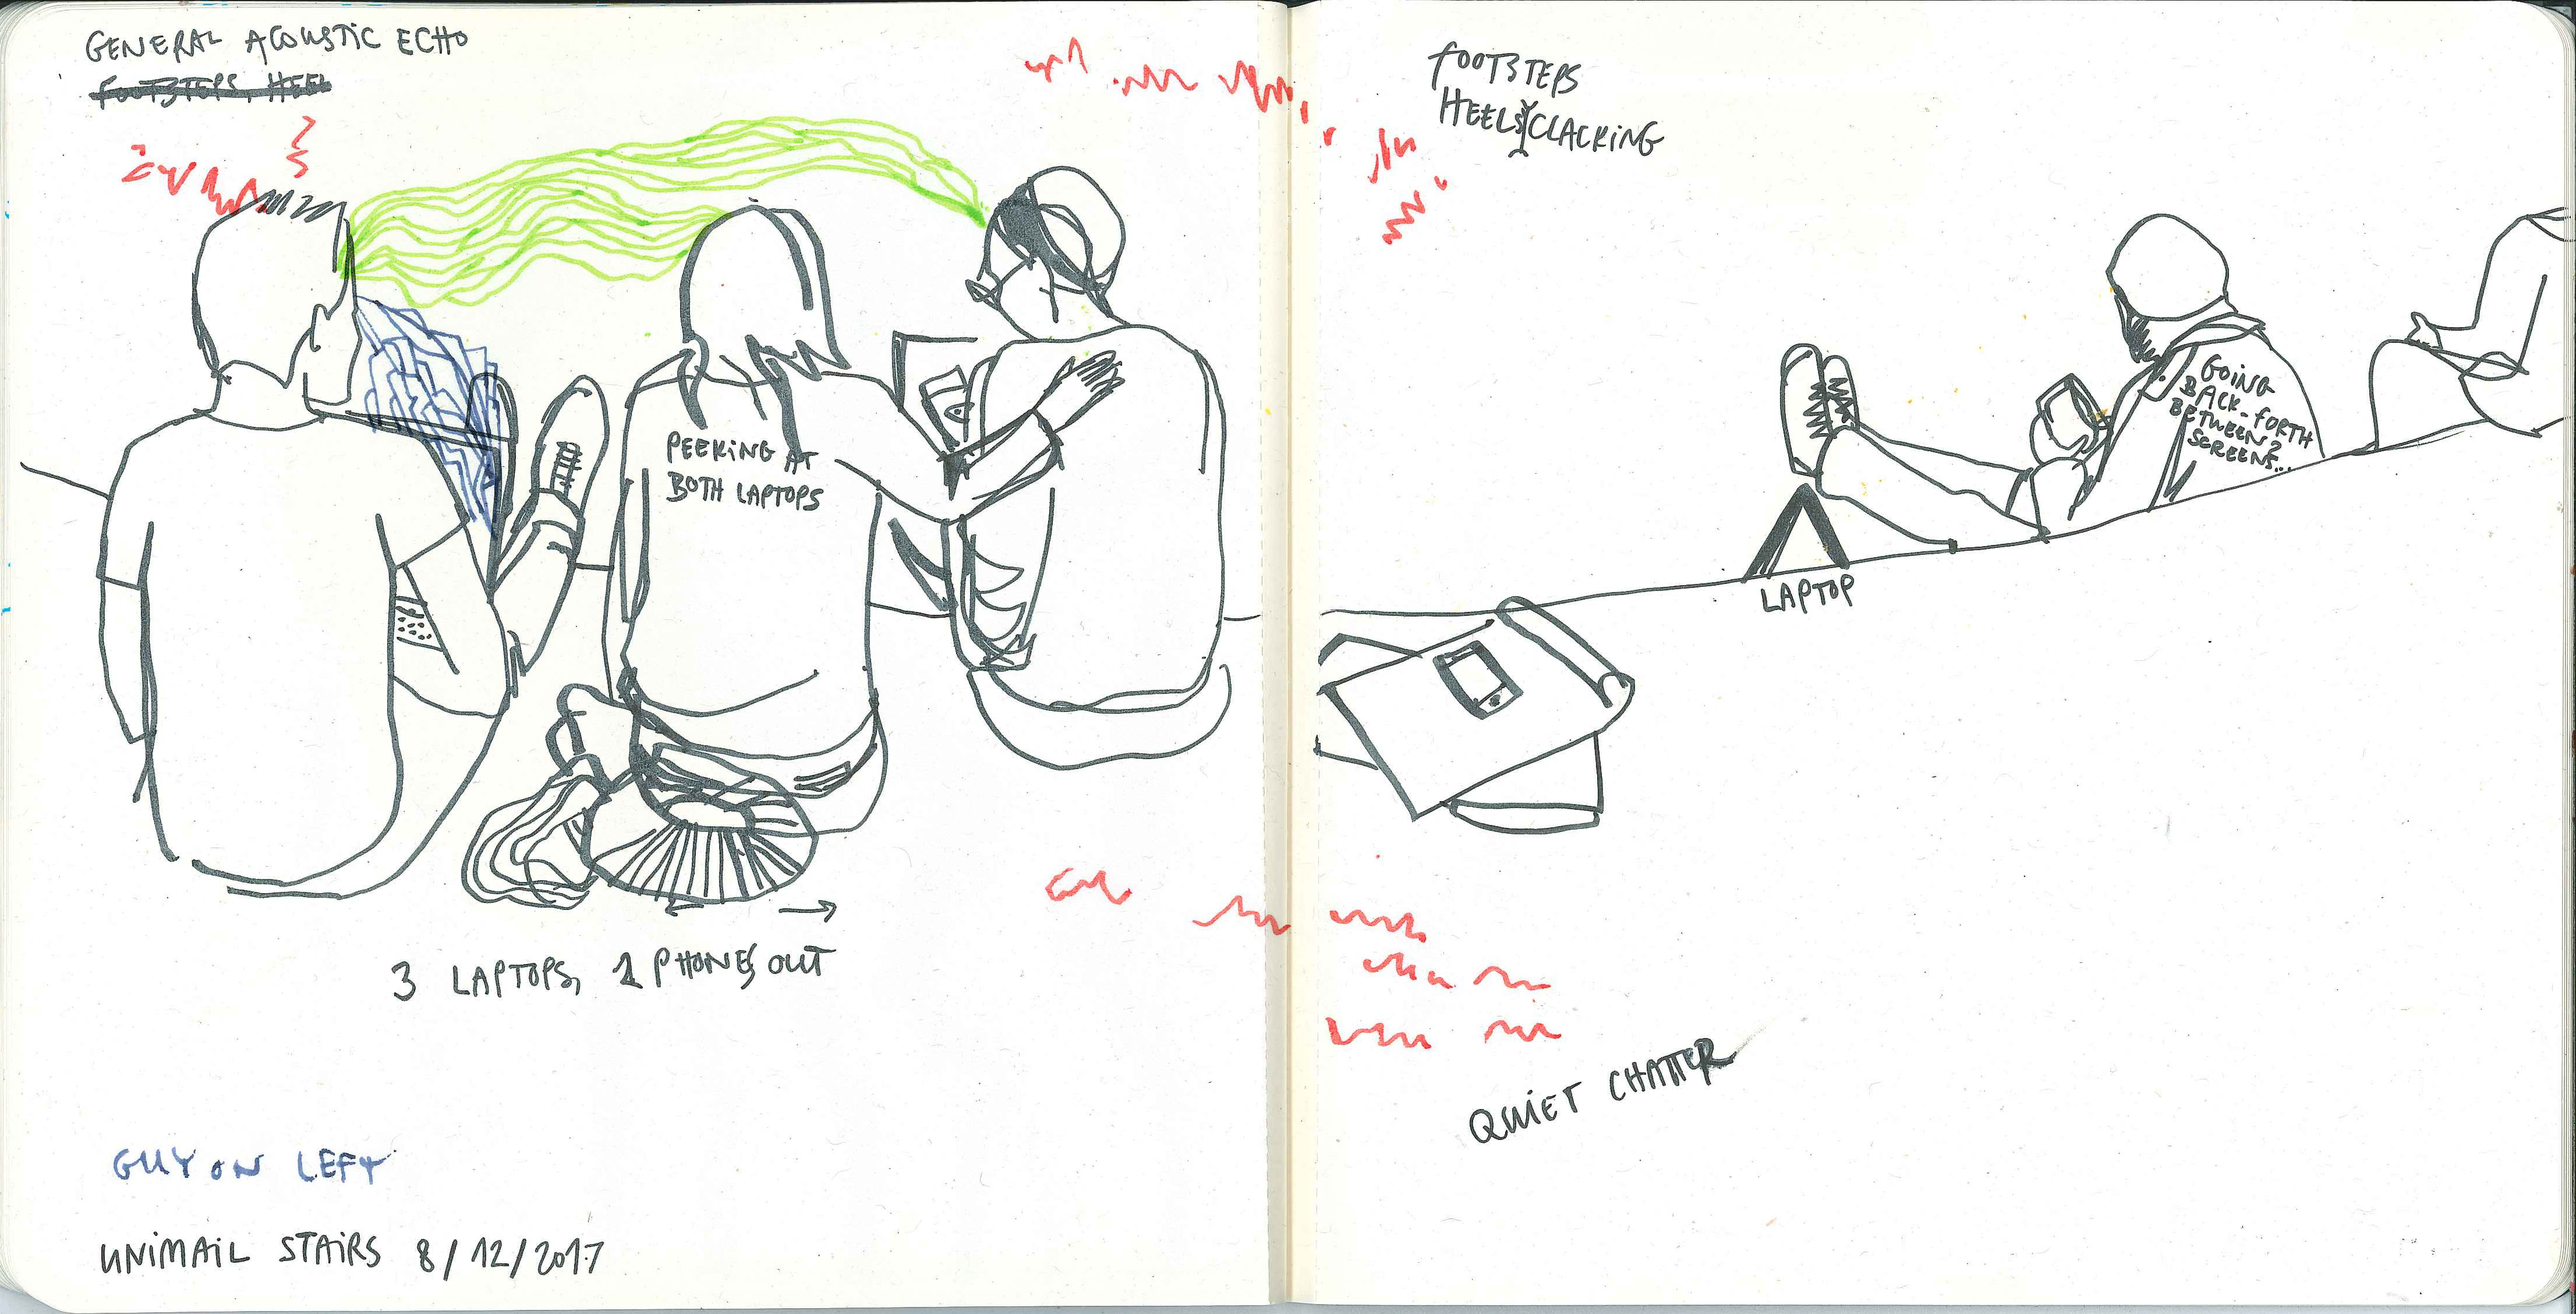 GENERAL ACOUSTIC ECHO
FOOTSTEPS, HEEL
PEEKING AT
BOTH LAPTOPS
3 LAPTOPS, 2 PHONES OUT
GUY ON LEFT
UNIMAIL STAIRS 8/12/2017
FOOTSTEPS
HEELS CLACKING
GOING
BACK-FORTH
BETWEEN 2
SCREENS...
LAPTOP
QUIET CHATTER